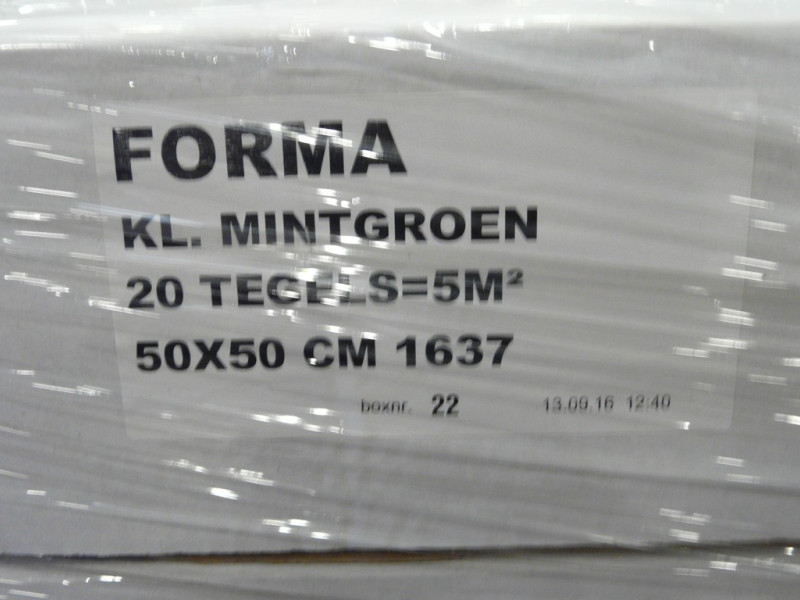 FORMA
KL. MINTGROEN
20 TEGELS=5M²
50X50 CM 1637
boxnr. 22 13.09.16 12:40